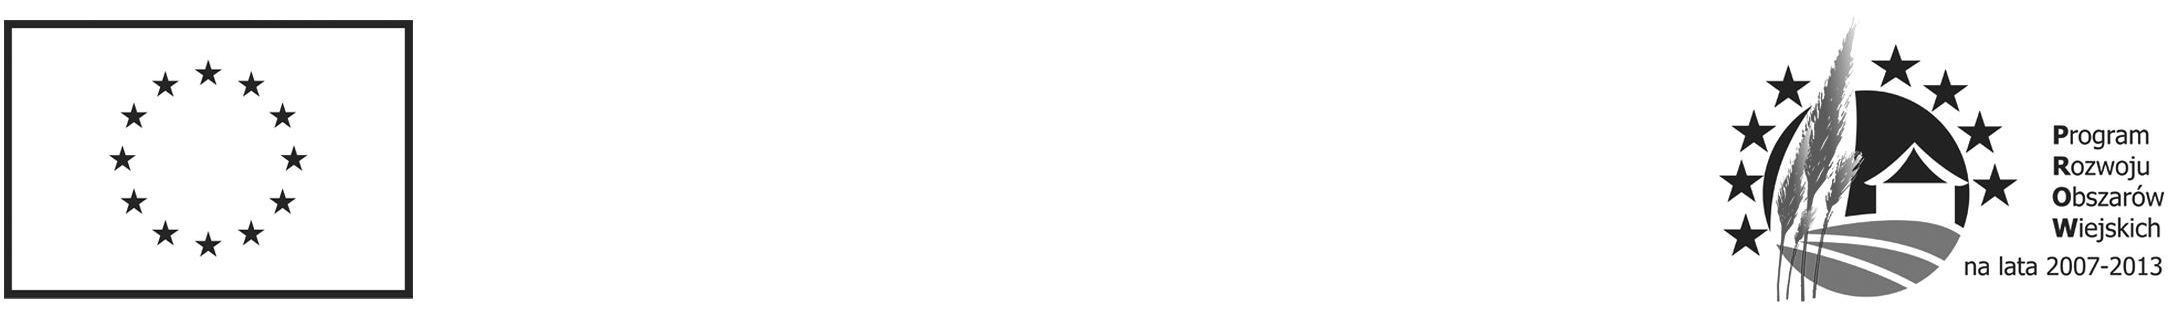 Program
Rozwoju
Obszarów
Wiejskich
na lata 2007-2013